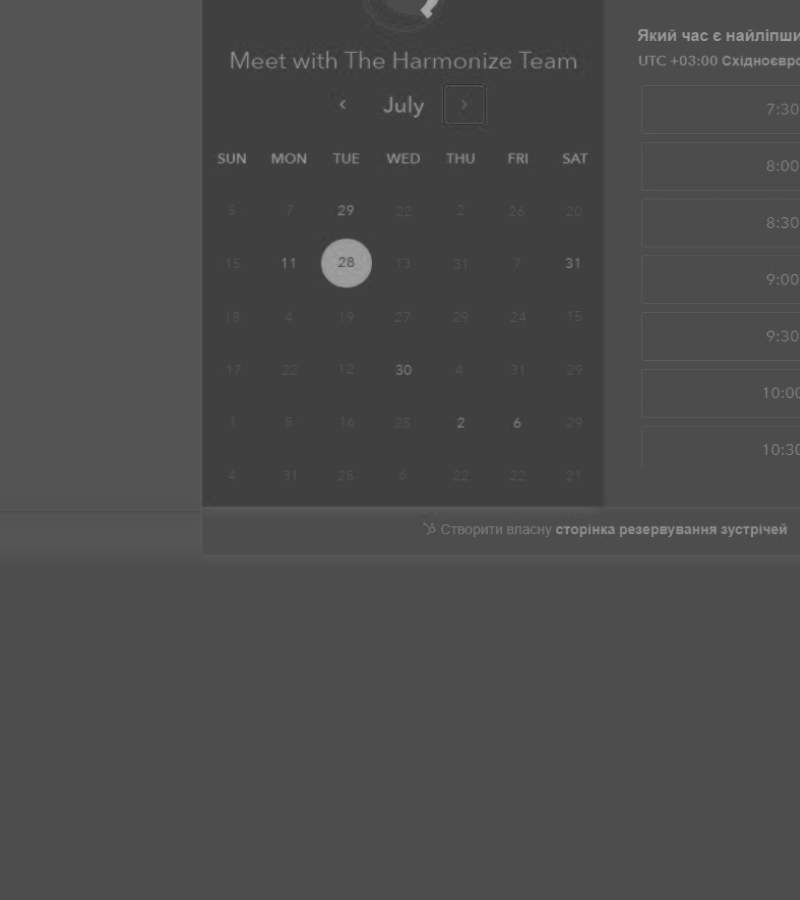 Meet with The Harmonize Team
‹ July ›
SUN MON TUE WED THU FRI SAT
5 7 29 22 2 26 20
15 11 28 13 31 7 31
18 4 19 27 29 24 15
17 22 12 30 4 31 29
1 5 16 25 2 6 29
4 31 25 6 22 22 21
Який час є
UTC +03:00
7:30
8:00
8:30
9:00
9:30
10:00
10:30
Створити власну сторінка резервування зустрічей